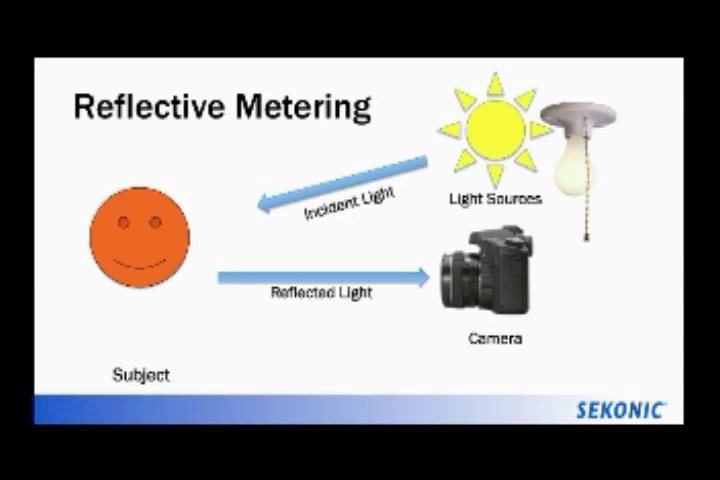 Reflective Metering
Incident Light
Light Sources
Reflected Light
Camera
Subject
SEKONIC